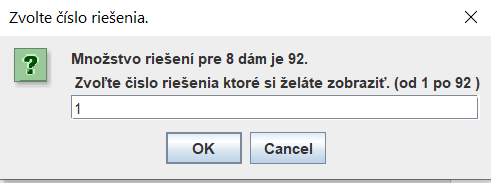 Zvolte číslo riešenia.
Množstvo riešení pre 8 dám je 92.
Zvoľte čislo riešenia ktoré si želáte zobraziť. (od 1 po 92 )
1
OK
Cancel